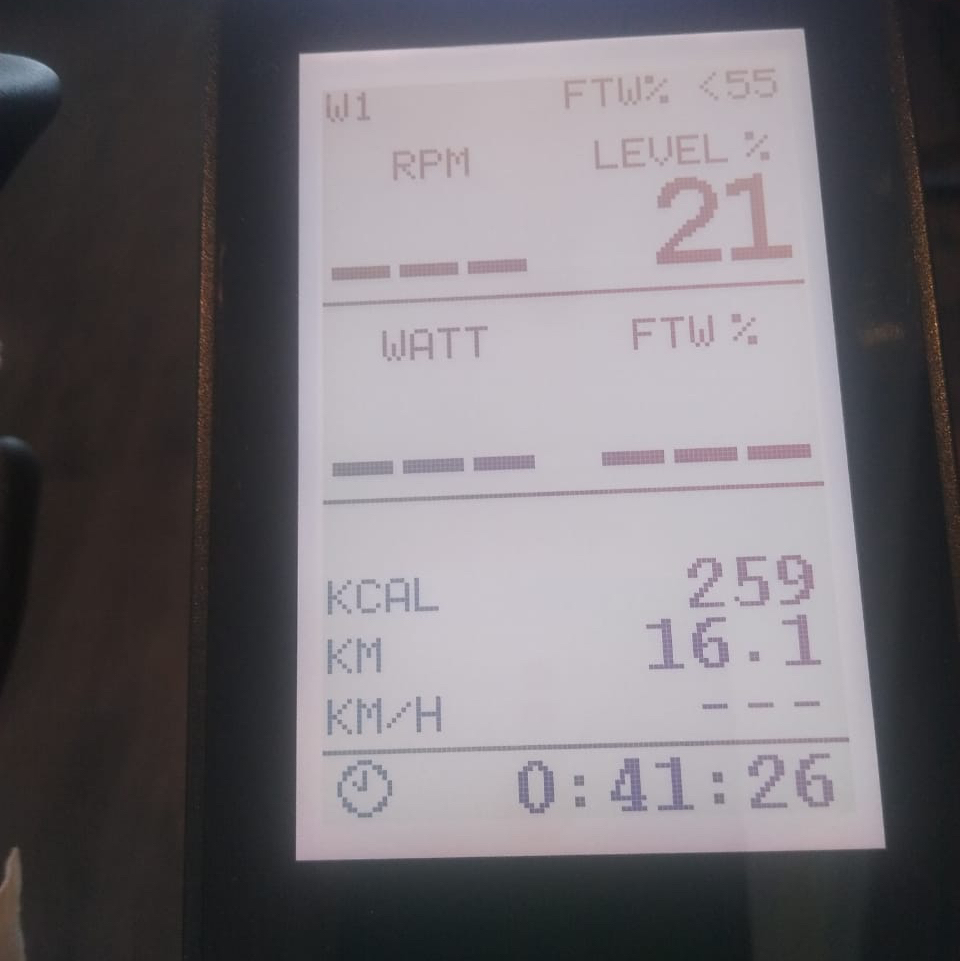 W1 FTW% <55
RPM LEVEL %
--- 21
WATT FTW %
--- ---
KCAL 259
KM 16.1
KM/H ---
0:41:26